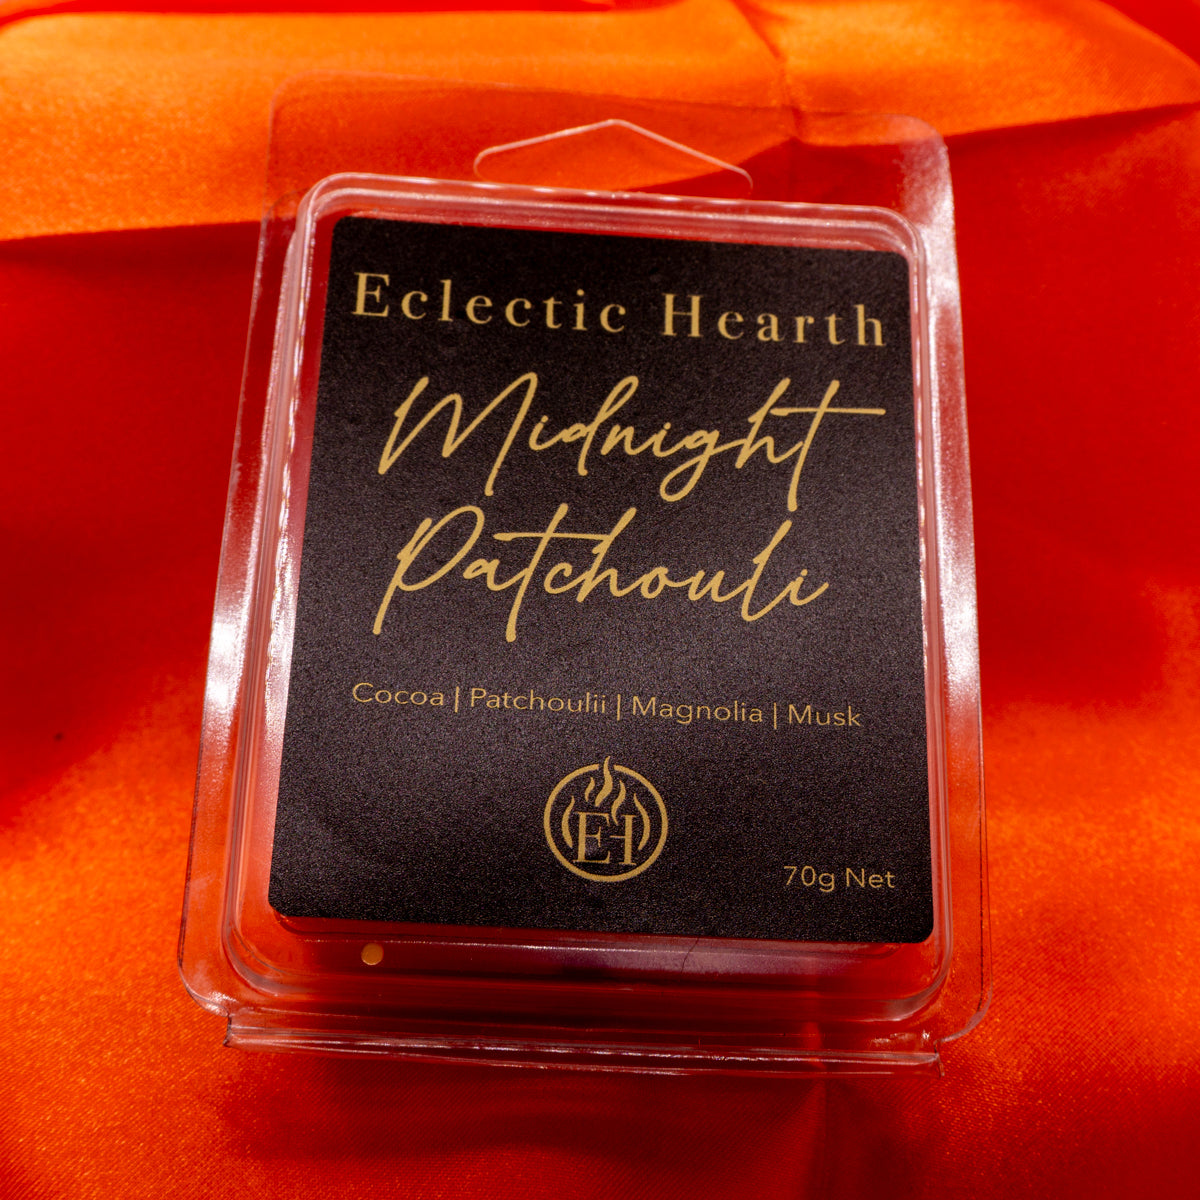 Eclectic Hearth
Midnight
Patchouli
Cocoa | Patchoulii | Magnolia | Musk
EH
70g Net